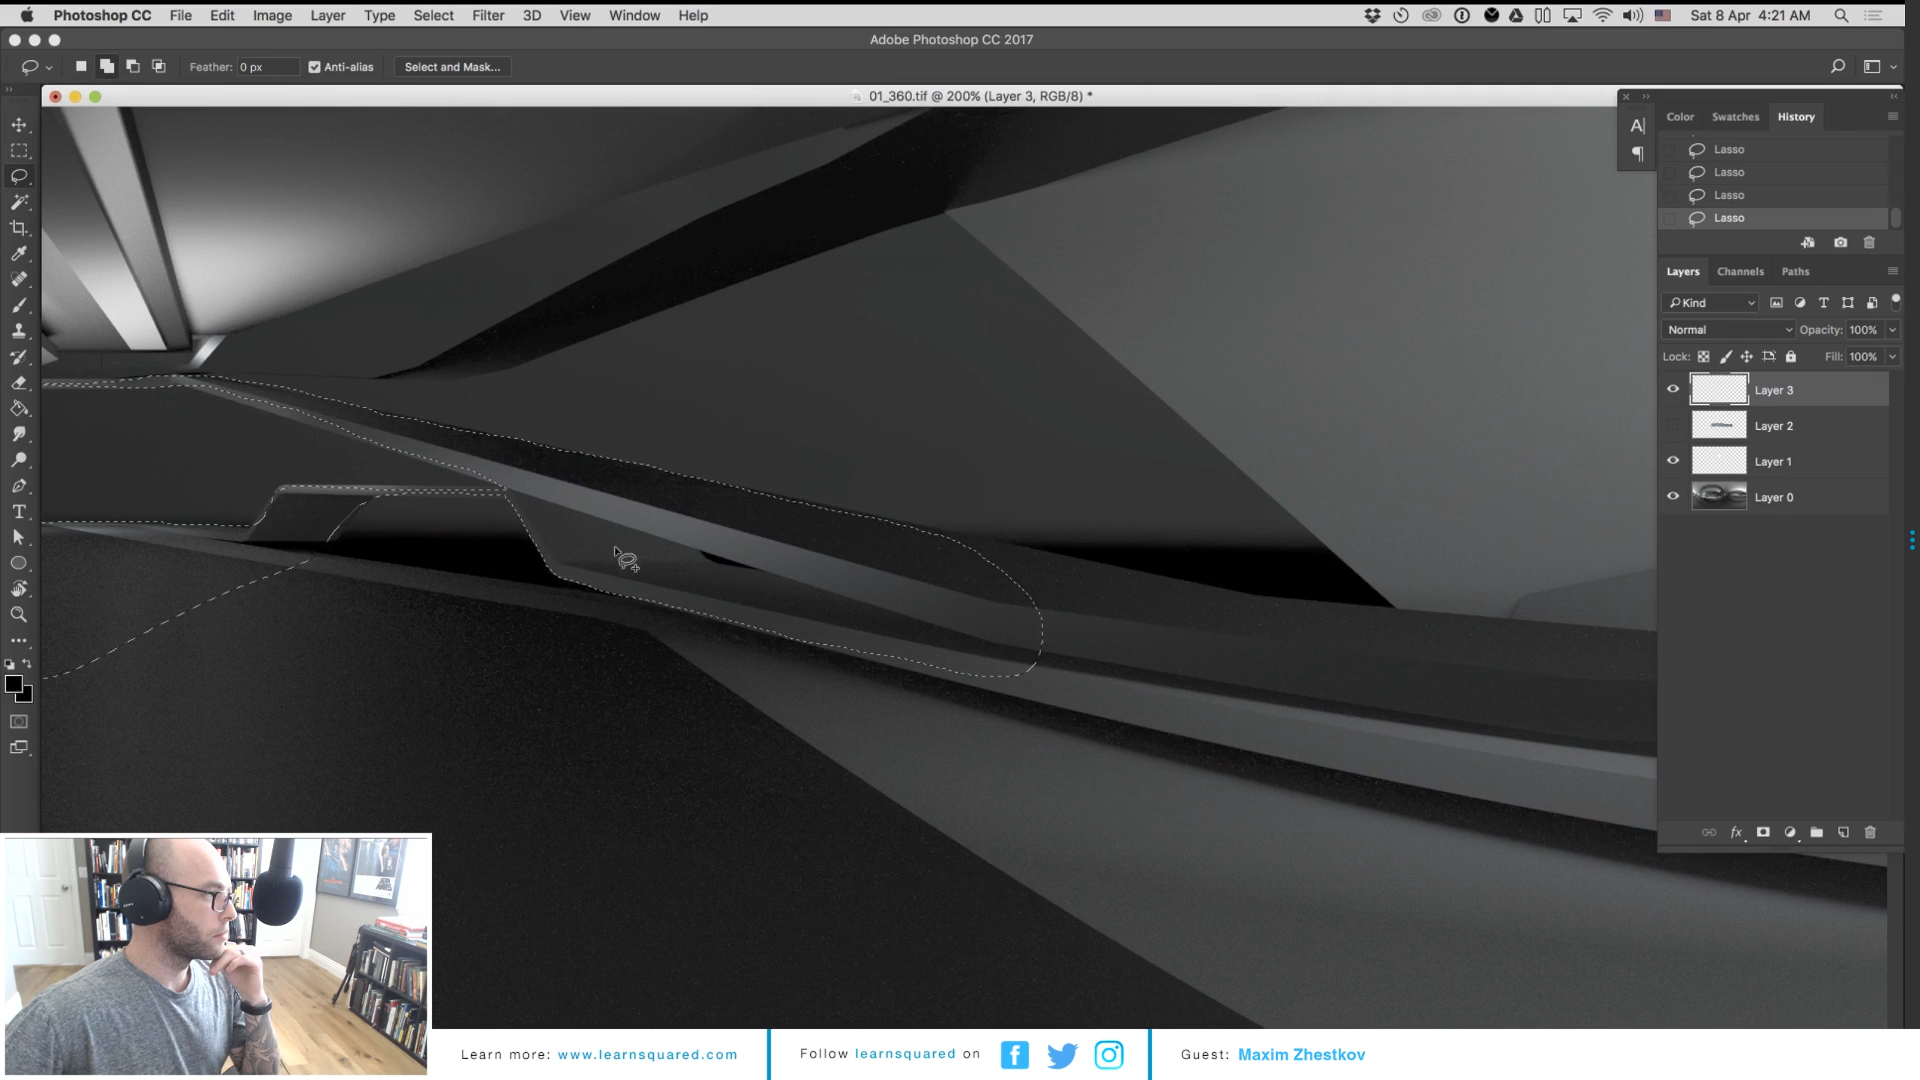 Photoshop CC File Edit Image Layer Type Select Filter 3D View Window Help Sat 8 Apr 4:21 AM
Adobe Photoshop CC 2017
Feather: 0 px Anti-alias Select and Mask...
01_360.tif @ 200% (Layer 3, RGB/8) *
Color Swatches History
Lasso
Lasso
Lasso
Lasso
Layers Channels Paths
Kind
Normal Opacity: 100%
Lock: Fill: 100%
Layer 3
Layer 2
Layer 1
Layer 0
Learn more: www.learnsquared.com
Follow learnsquared on
Guest: Maxim Zhestkov